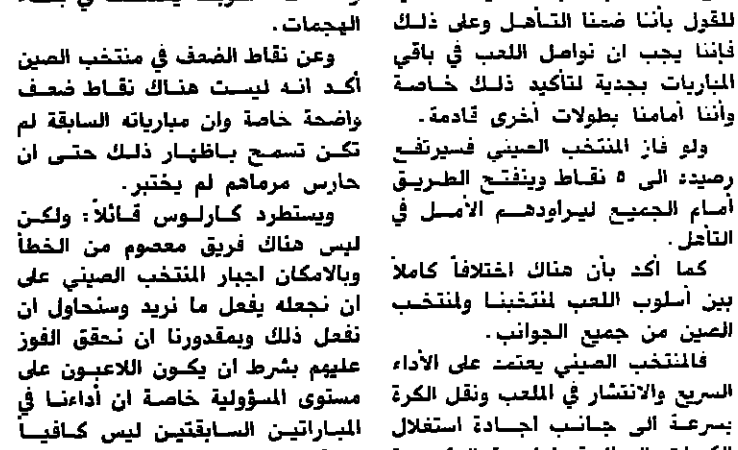 للقول بأننا ضمنا التأهل وعلى ذلك
فإننا يجب ان نواصل اللعب في باقي
المباريات بجدية لتأكيد ذلك خاصة
وأننا أمامنا بطولات أخرى قادمة.
ولو فاز المنتخب الصيني فسيرتفع
رصيده الى ٥ نقاط وينفتح الطريق
أمام الجميع ليراودهم الأمل في
التأهل.
كما أكد بأن هناك اختلافاً كاملاً
بين أسلوب اللعب لمنتخبنا ولمنتخب
الصين من جميع الجوانب.
فالمنتخب الصيني يعتمد على الأداء
السريع والانتشار في الملعب ونقل الكرة
بسرعة الى جانب اجادة استغلال
الهجمات.
وعن نقاط الضعف في منتخب الصين
أكد انه ليست هناك نقاط ضعف
واضحة خاصة وان مبارياته السابقة لم
تكن تسمح باظهار ذلك حتى ان
حارس مرماهم لم يختبر.
ويستطرد كارلوس قائلاً: ولكن
ليس هناك فريق معصوم من الخطأ
وبالامكان اجبار المنتخب الصيني على
ان نجعله يفعل ما نريد وسنحاول ان
نفعل ذلك وبمقدورنا ان نحقق الفوز
عليهم بشرط ان يكون اللاعبون على
مستوى المسؤولية خاصة ان أداءنا في
المباراتين السابقتين ليس كافياً